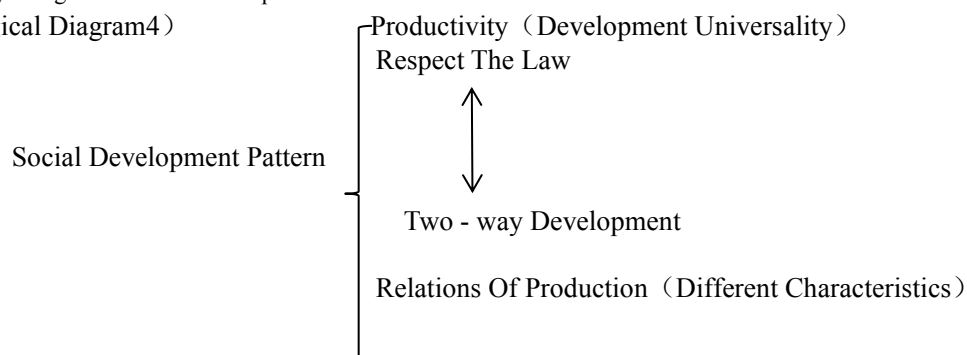 ical Diagram4）
Productivity（Development Universality）
Respect The Law
Social Development Pattern
Two - way Development
Relations Of Production（Different Characteristics）